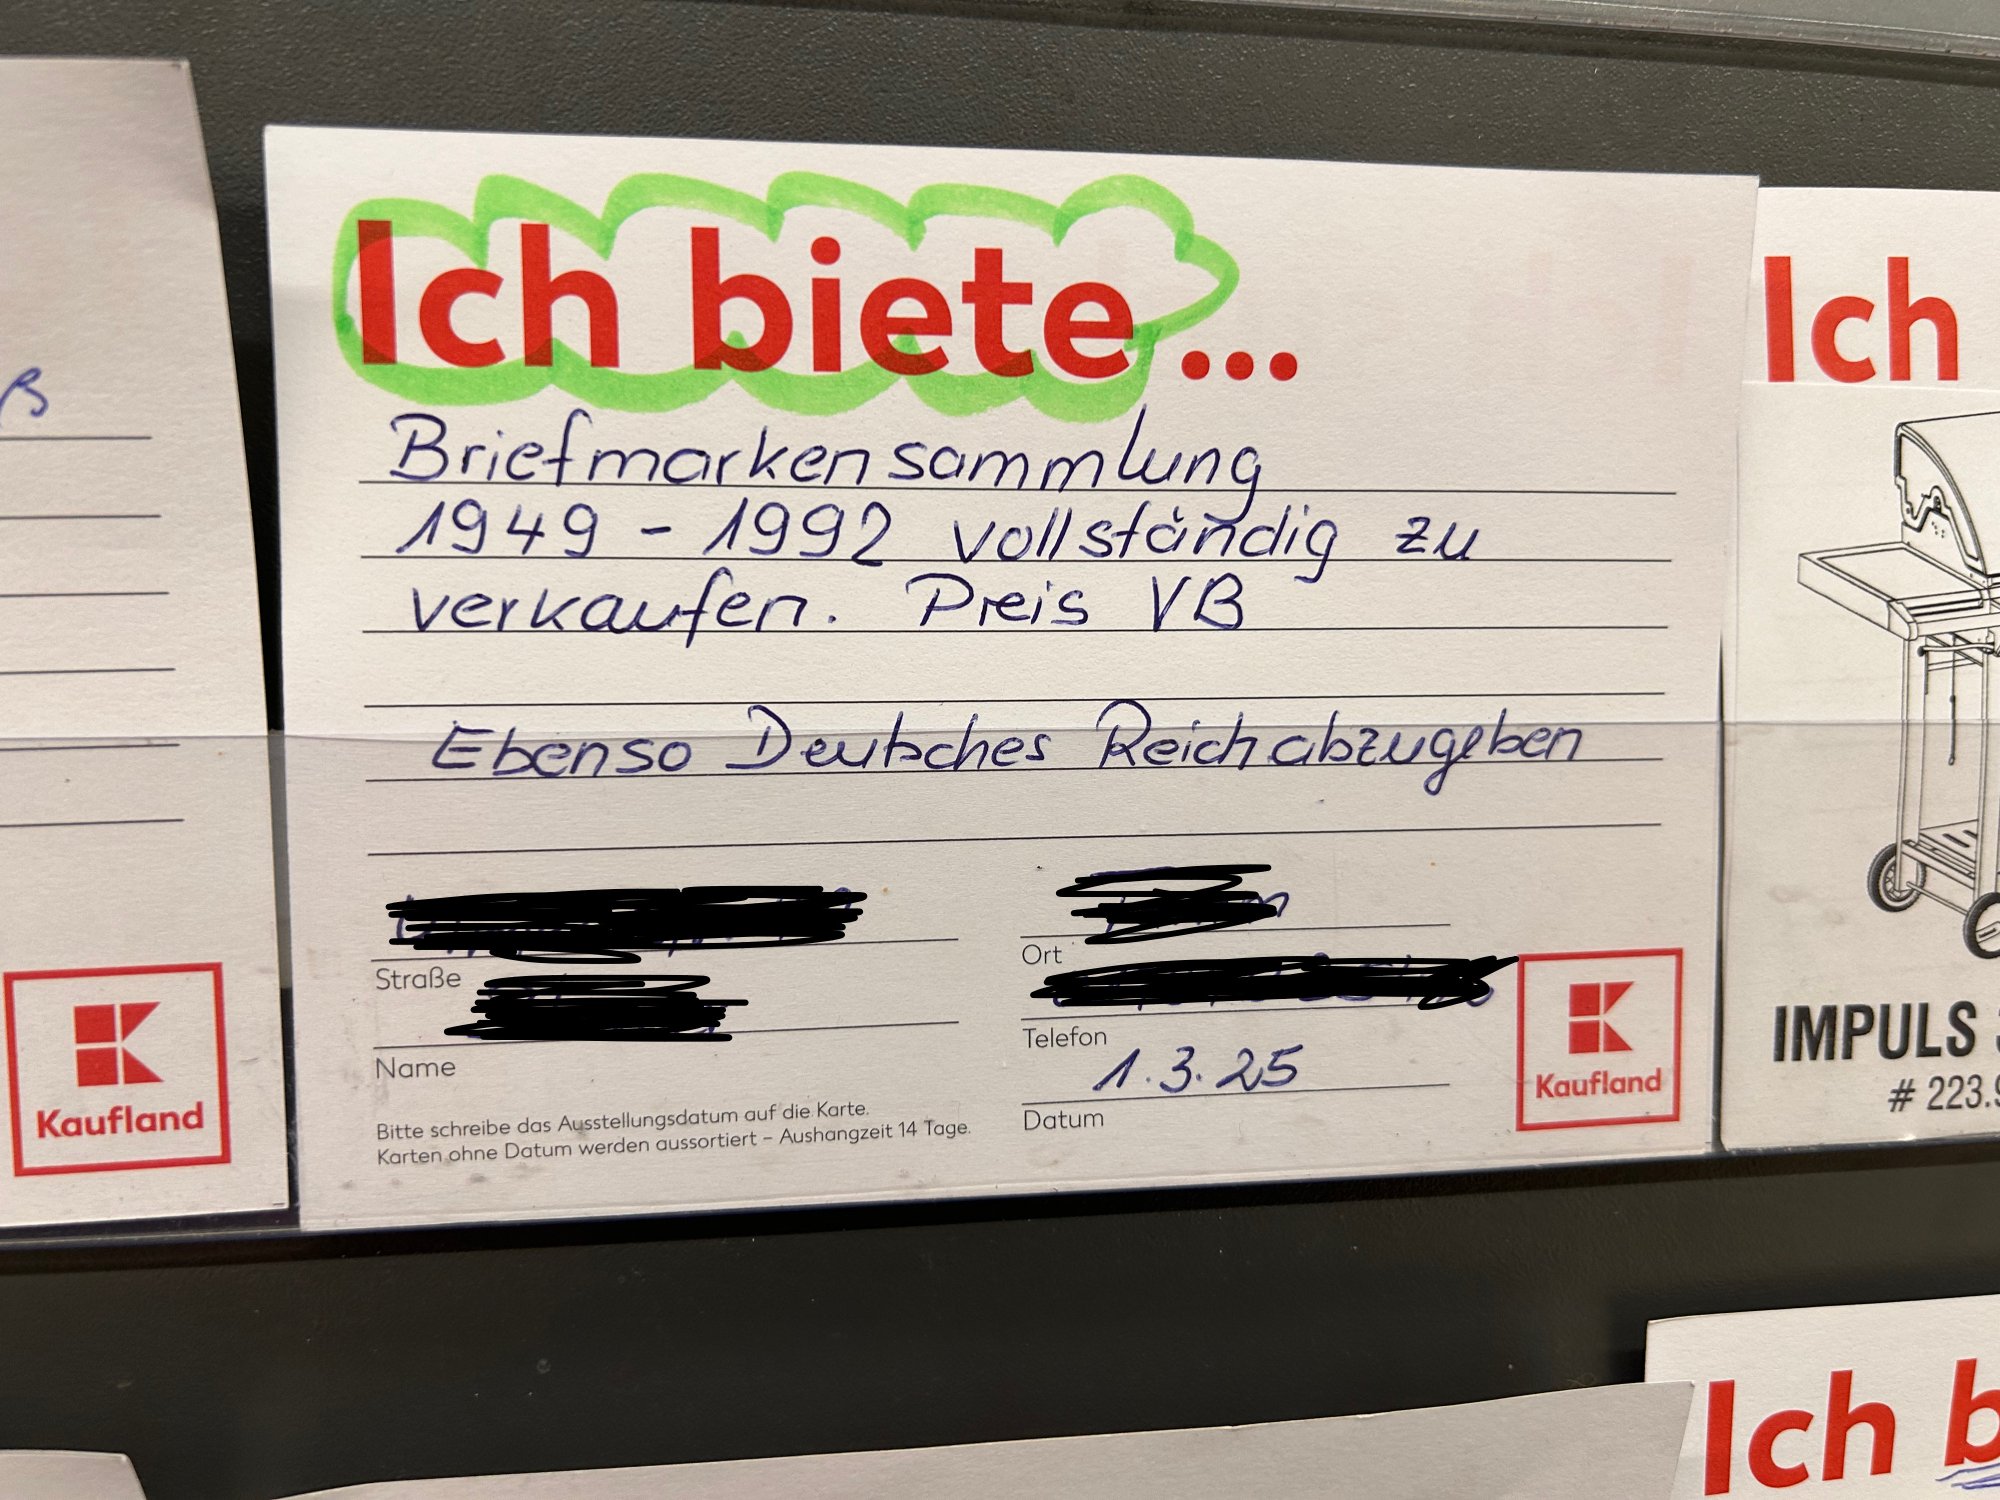 ß
Kaufland
Ich biete...
Briefmarkensammlung
1949 - 1992 vollständig zu
verkaufen. Preis VB
Ebenso Deutsches Reich abzugeben
Straße
Ort
Name
Telefon
1.3.25
Datum
Bitte schreibe das Ausstellungsdatum auf die Karte.
Karten ohne Datum werden aussortiert – Aushangzeit 14 Tage.
Kaufland
Ich
IMPULS
# 223.9
Ich b